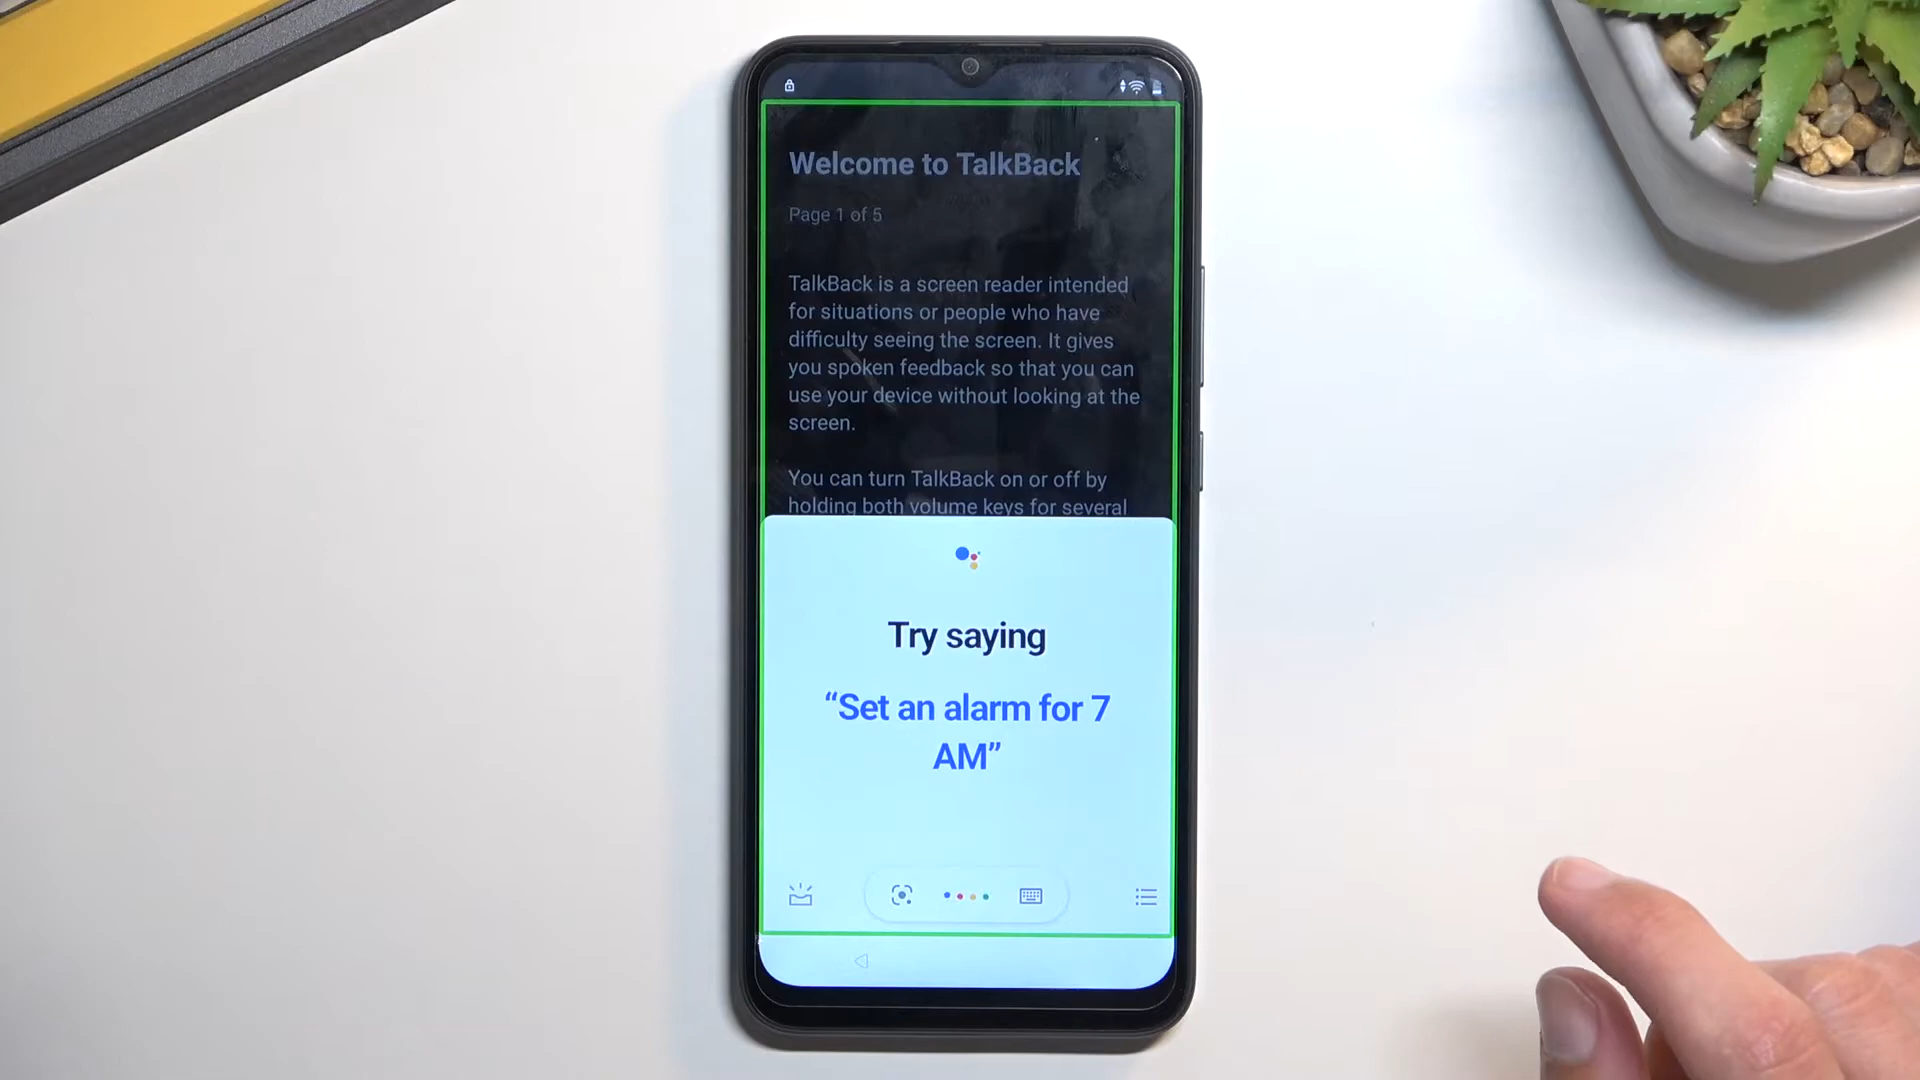 Welcome to TalkBack
Page 1 of 5
TalkBack is a screen reader intended
for situations or people who have
difficulty seeing the screen. It gives
you spoken feedback so that you can
use your device without looking at the
screen.
You can turn TalkBack on or off by
holding both volume keys for several
Try saying
“Set an alarm for 7
AM”